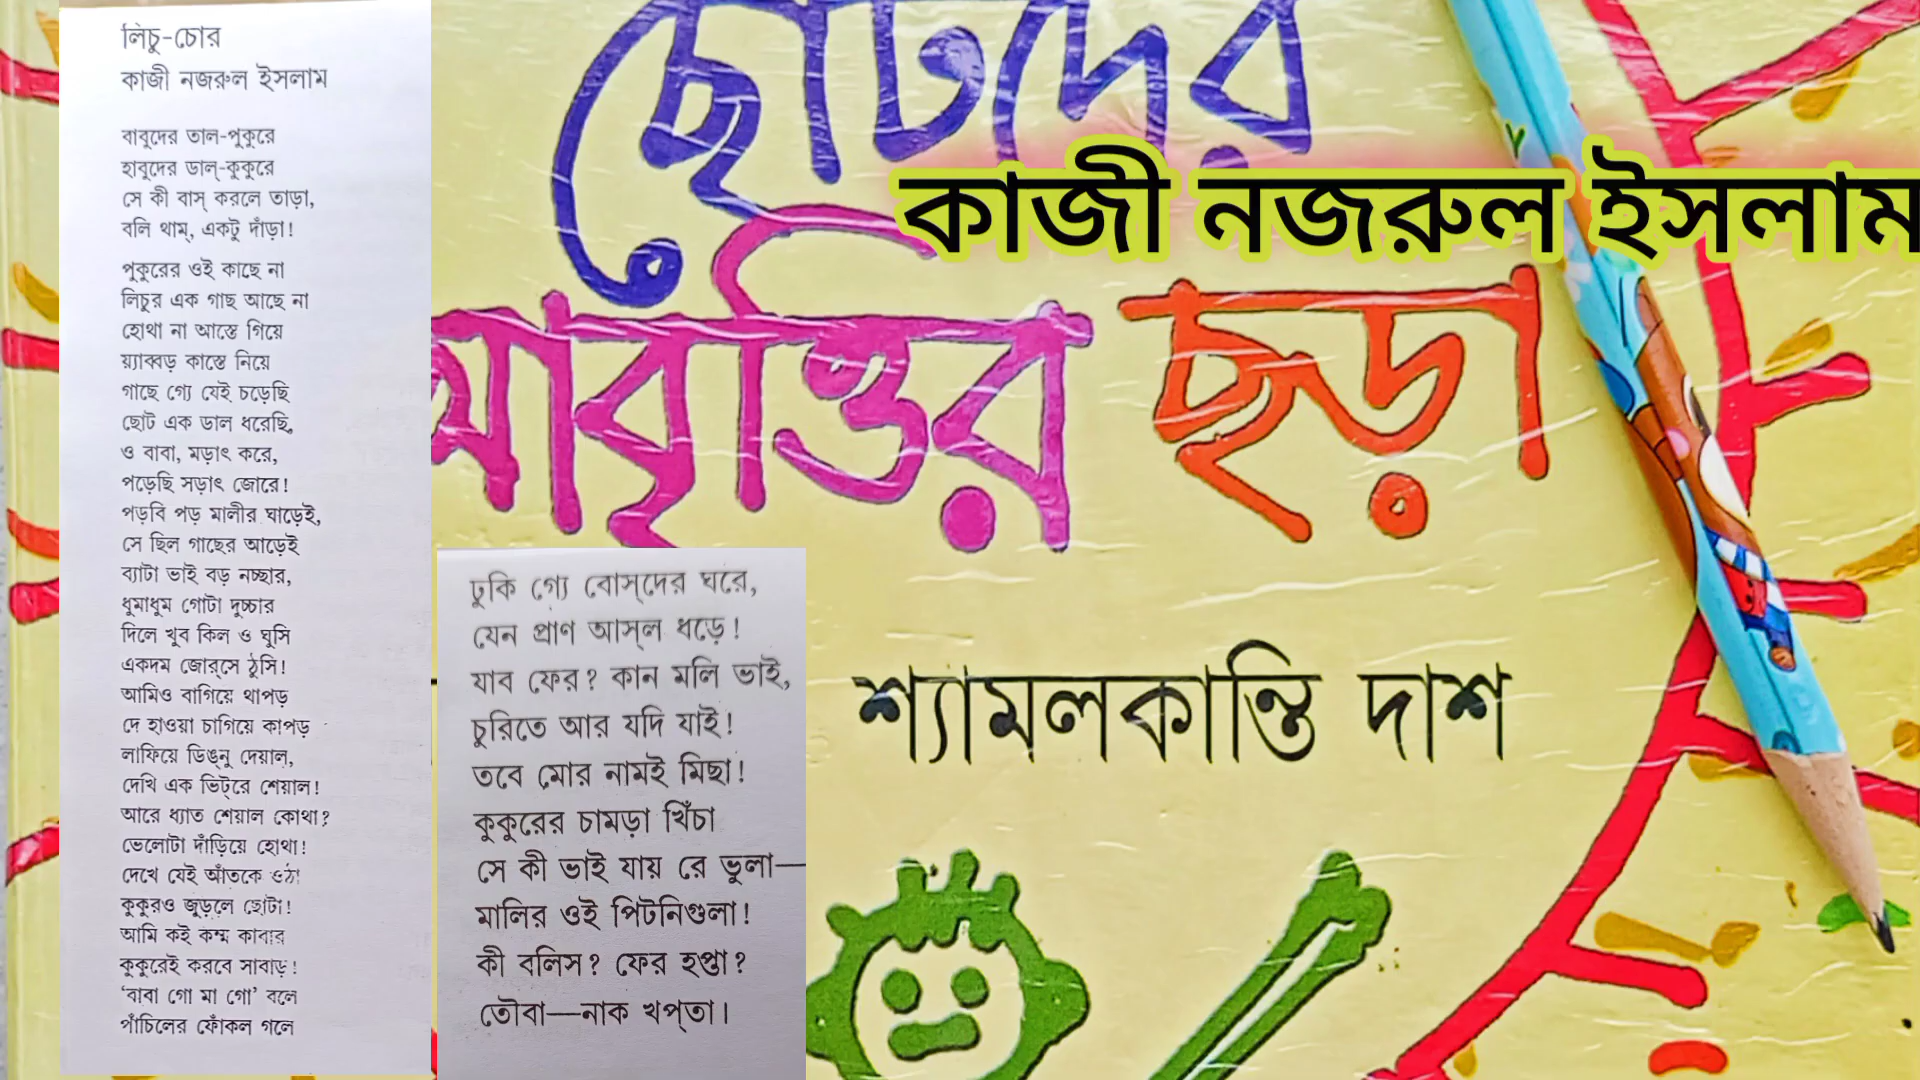 লিচু-চোর
কাজী নজরুল ইসলাম
বাবুদের তাল-পুকুরে
হাবুদের ডাল্-কুকুরে
সে কী বাস্ করলে তাড়া,
বলি থাম্, একটু দাঁড়া!
পুকুরের ওই কাছে না
লিচুর এক গাছ আছে না
হোথা না আস্তে গিয়ে
য়্যাব্বড় কাস্তে নিয়ে
গাছে গ্যে যেই চড়েছি
ছোট এক ডাল ধরেছি,
ও বাবা, মড়াৎ করে,
পড়েছি সড়াৎ জোরে!
পড়বি পড় মালীর ঘাড়েই,
সে ছিল গাছের আড়েই
ব্যাটা ভাই বড় নচ্ছার,
ধুমাধুম গোটা দুচ্চার
দিলে খুব কিল ও ঘুসি
একদম জোর্‌সে ঠুসি!
আমিও বাগিয়ে থাপড়
দে হাওয়া চাগিয়ে কাপড়
লাফিয়ে ডিঙ্‌নু দেয়াল,
দেখি এক ভিট্‌রে শেয়াল!
আরে ধ্যাত শেয়াল কোথা?
ভেলোটা দাঁড়িয়ে হোথা!
দেখে যেই আঁতকে ওঠা
কুকুরও জুড়লে ছোটা!
আমি কই কম্ম কাবার
কুকুরেই করবে সাবাড়!
‘বাবা গো মা গো’ বলে
পাঁচিলের ফোঁকল গলে
ঢুকি গ্যে বোস্‌দের ঘরে,
যেন প্রাণ আস্‌ল ধড়ে!
যাব ফের? কান মলি ভাই,
চুরিতে আর যদি যাই!
তবে মোর নামই মিছা!
কুকুরের চামড়া খিঁচা
সে কী ভাই যায় রে ভুলা—
মালির ওই পিটনিগুলা!
কী বলিস? ফের হপ্তা?
তৌবা—নাক খপ্‌তা।
ছোটদের
কাজী নজরুল ইসলাম
আবৃত্তির ছড়া
শ্যামলকান্তি দাশ